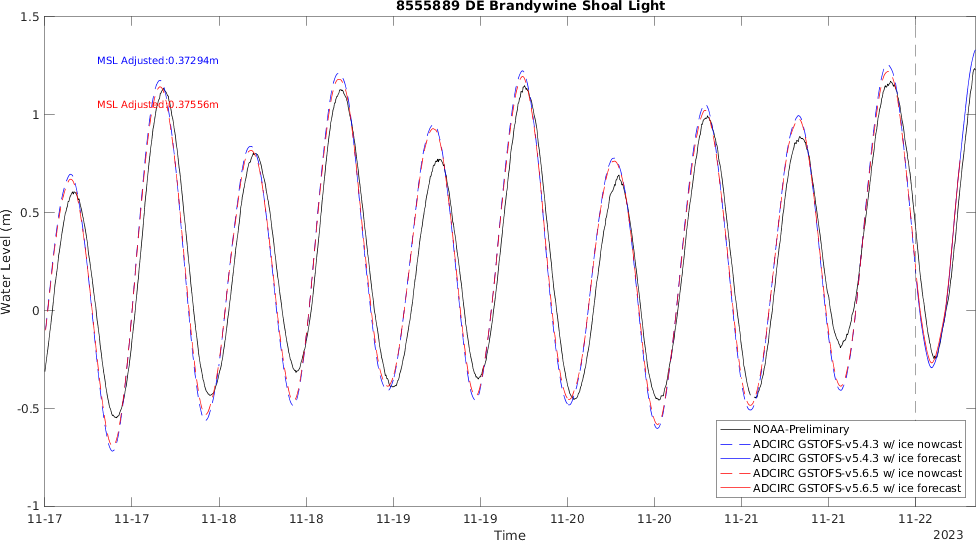 8555889 DE Brandywine Shoal Light
1.5
1
0.5
0
-0.5
-1
Water Level (m)
MSL Adjusted:0.37294m
MSL Adjusted:0.37556m
NOAA-Preliminary
ADCIRC GSTOFS-v5.4.3 w/ ice nowcast
ADCIRC GSTOFS-v5.4.3 w/ ice forecast
ADCIRC GSTOFS-v5.6.5 w/ ice nowcast
ADCIRC GSTOFS-v5.6.5 w/ ice forecast
11-17 11-17 11-18 11-18 11-19 11-19 11-20 11-20 11-21 11-21 11-22
Time
2023